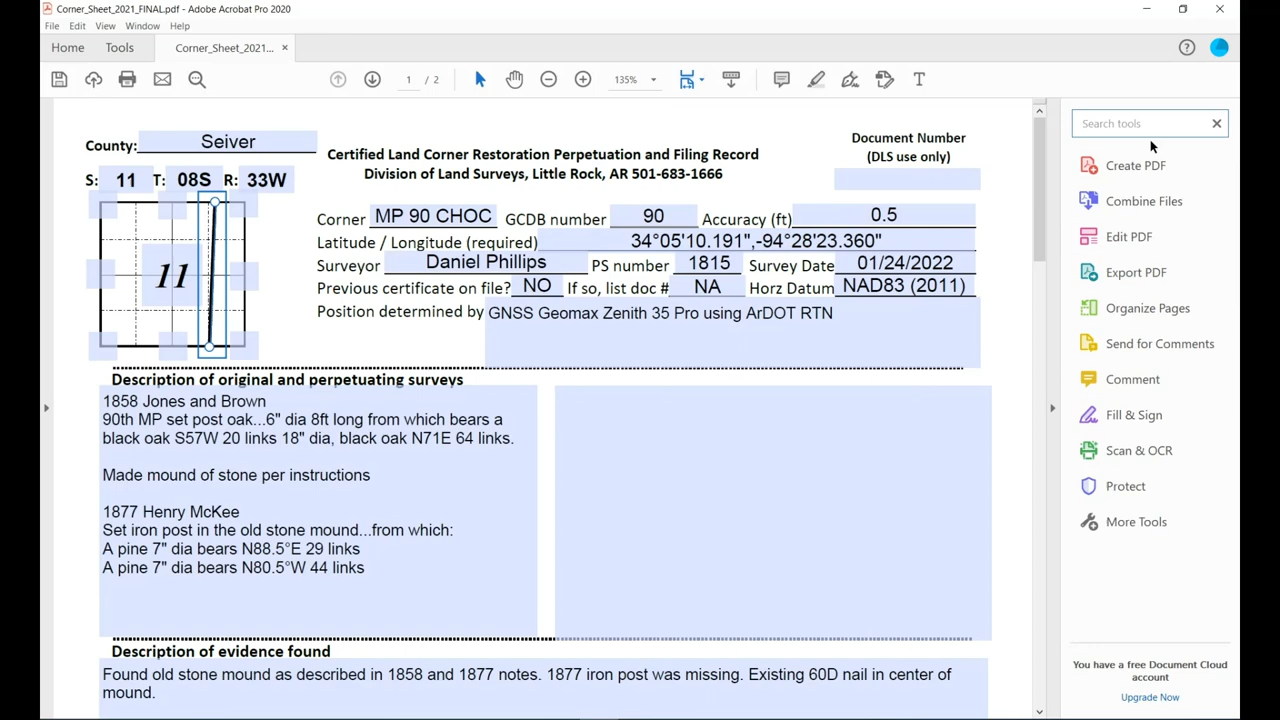 Corner_Sheet_2021_FINAL.pdf - Adobe Acrobat Pro 2020
File Edit View Window Help
Home Tools Corner_Sheet_2021... ×
1 / 2 135%
Search tools
Create PDF
Combine Files
Edit PDF
Export PDF
Organize Pages
Send for Comments
Comment
Fill & Sign
Scan & OCR
Protect
More Tools
You have a free Document Cloud
account
Upgrade Now
County: Seiver
S: 11 T: 08S R: 33W
11
Certified Land Corner Restoration Perpetuation and Filing Record
Division of Land Surveys, Little Rock, AR 501-683-1666
Document Number
(DLS use only)
Corner MP 90 CHOC GCDB number 90 Accuracy (ft) 0.5
Latitude / Longitude (required) 34°05'10.191",-94°28'23.360"
Surveyor Daniel Phillips PS number 1815 Survey Date 01/24/2022
Previous certificate on file? NO If so, list doc # NA Horz Datum NAD83 (2011)
Position determined by GNSS Geomax Zenith 35 Pro using ArDOT RTN
Description of original and perpetuating surveys
1858 Jones and Brown
90th MP set post oak...6" dia 8ft long from which bears a
black oak S57W 20 links 18" dia, black oak N71E 64 links.
Made mound of stone per instructions
1877 Henry McKee
Set iron post in the old stone mound...from which:
A pine 7" dia bears N88.5°E 29 links
A pine 7" dia bears N80.5°W 44 links
Description of evidence found
Found old stone mound as described in 1858 and 1877 notes. 1877 iron post was missing. Existing 60D nail in center of
mound.